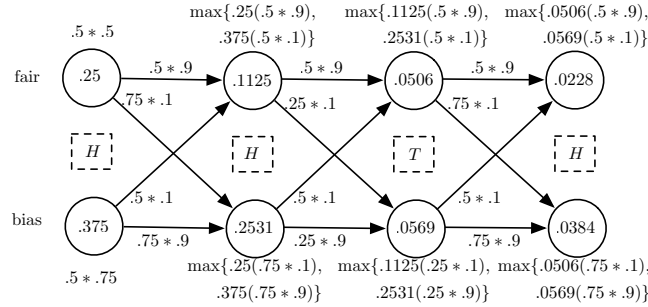 max{.25(.5 * .9), max{.1125(.5 * .9), max{.0506(.5 * .9),
.5 * .5 .375(.5 * .1)} .2531(.5 * .1)} .0569(.5 * .1)}
fair .25 .5 * .9 .1125 .5 * .9 .0506 .5 * .9 .0228
.75 * .1 .25 * .1 .75 * .1
H H T H
.5 * .1 .5 * .1 .5 * .1
bias .375 .75 * .9 .2531 .25 * .9 .0569 .75 * .9 .0384
.5 * .75 max{.25(.75 * .1), max{.1125(.25 * .1), max{.0506(.75 * .1),
.375(.75 * .9)} .2531(.25 * .9)} .0569(.75 * .9)}